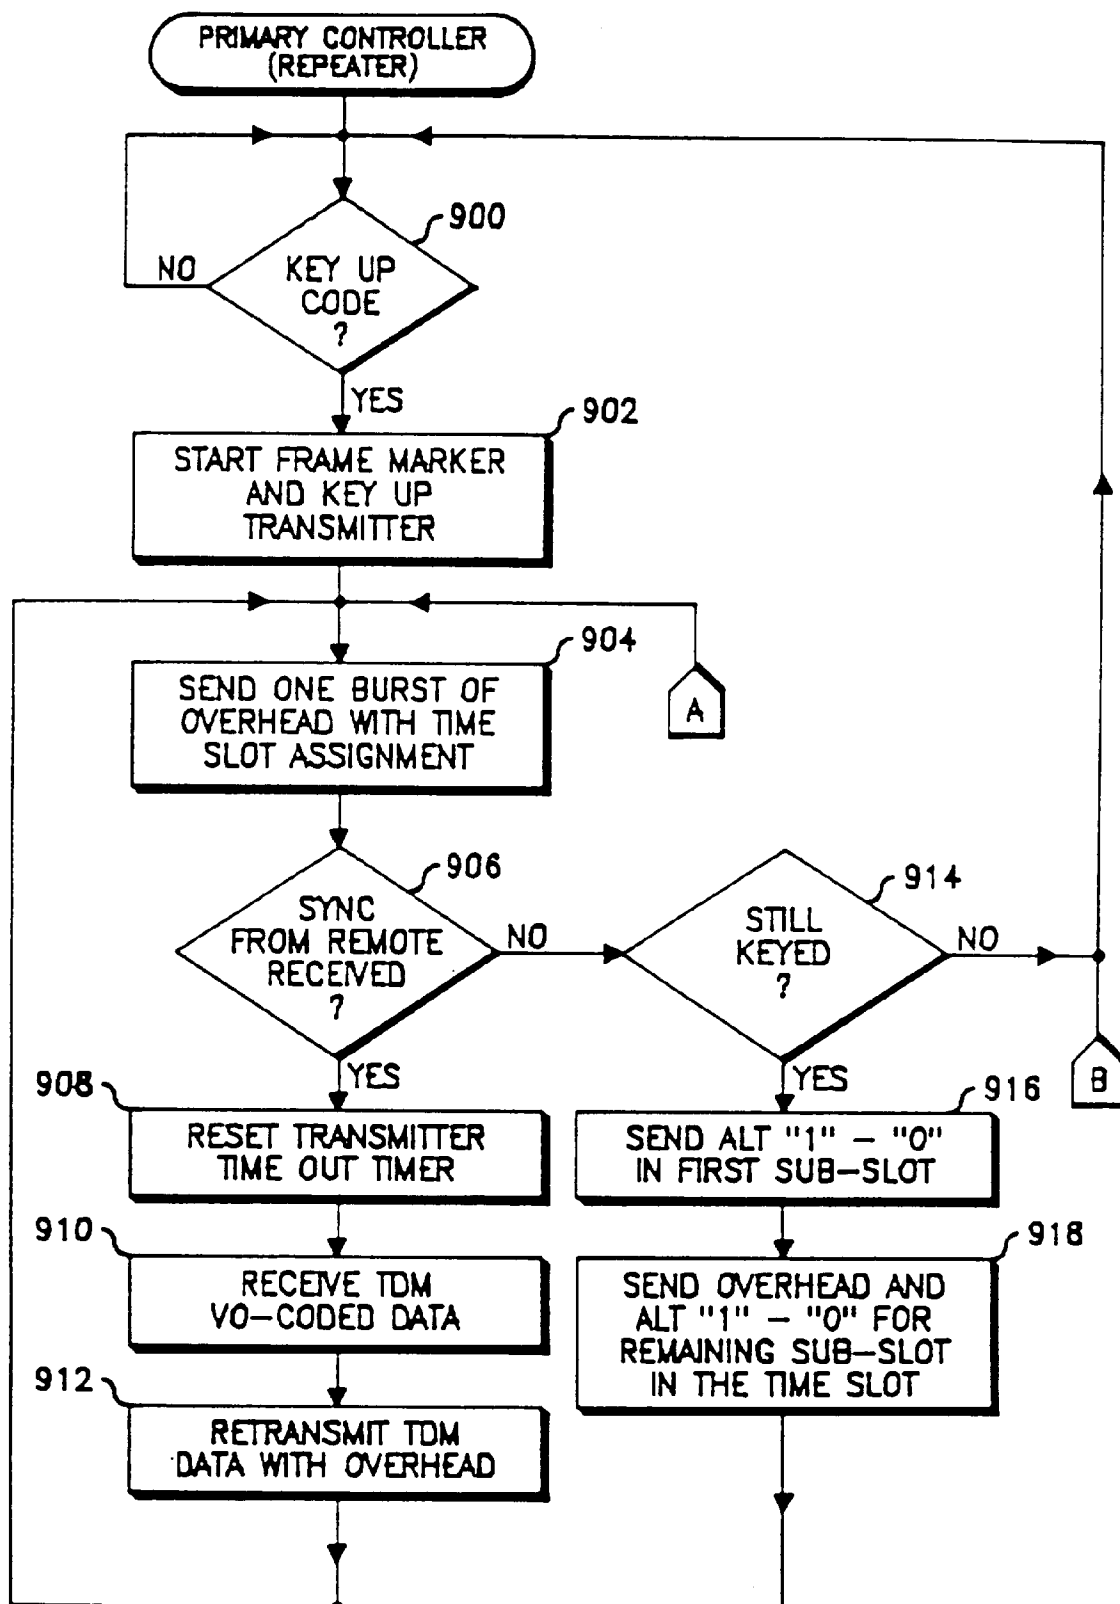 PRIMARY CONTROLLER
(REPEATER)
900
NO
KEY UP
CODE
?
YES
902
START FRAME MARKER
AND KEY UP
TRANSMITTER
904
SEND ONE BURST OF
OVERHEAD WITH TIME
SLOT ASSIGNMENT
A
906
SYNC
FROM REMOTE
RECEIVED
?
NO
914
STILL
KEYED
?
NO
B
YES
YES
908
RESET TRANSMITTER
TIME OUT TIMER
916
SEND ALT "1" – "0"
IN FIRST SUB–SLOT
910
RECEIVE TDM
VO–CODED DATA
918
SEND OVERHEAD AND
ALT "1" – "0" FOR
REMAINING SUB–SLOT
IN THE TIME SLOT
912
RETRANSMIT TDM
DATA WITH OVERHEAD